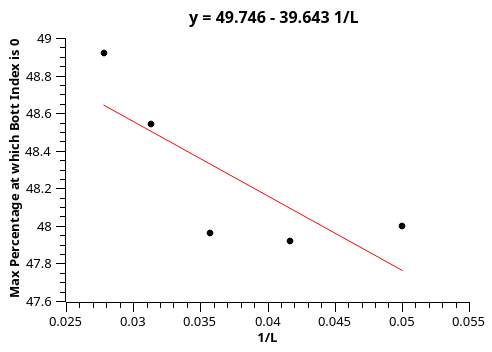 y = 49.746 - 39.643 1/L
Max Percentage at which Bott Index is 0
49
48.8
48.6
48.4
48.2
48
47.8
47.6
0.025 0.03 0.035 0.04 0.045 0.05 0.055
1/L